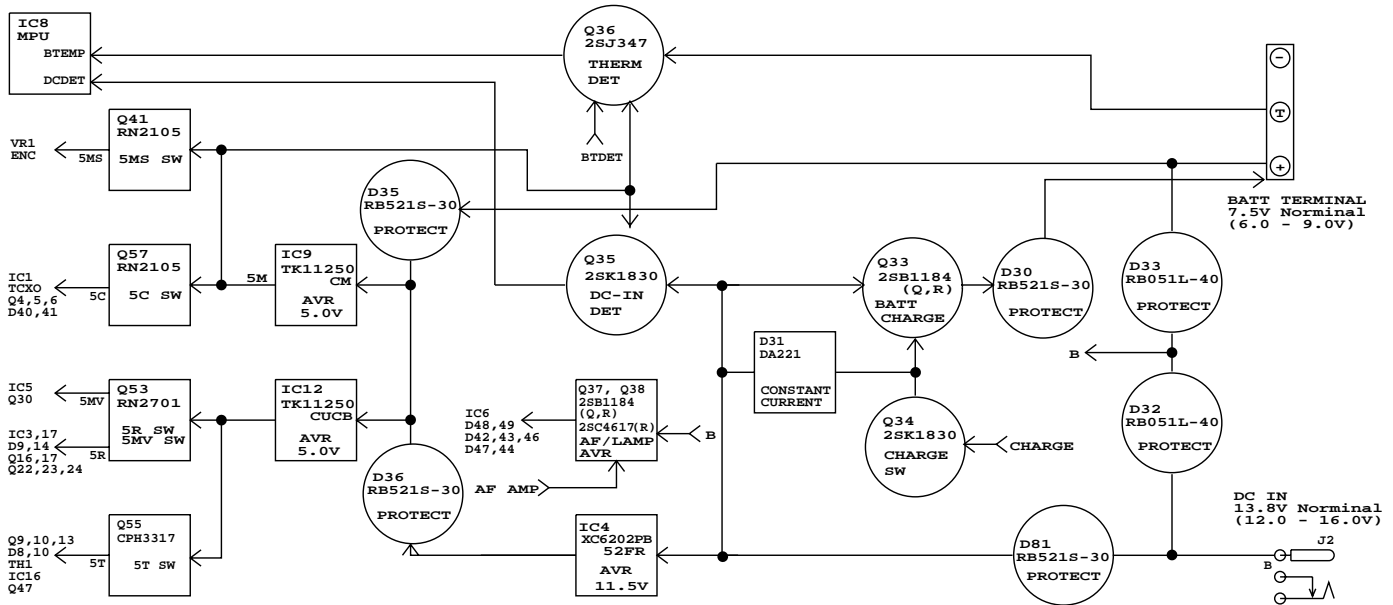 IC8
MPU
BTEMP
DCDET
Q36
2SJ347
THERM
DET
BTDET
-
T
+
BATT TERMINAL
7.5V Norminal
(6.0 - 9.0V)
VR1
ENC
5MS
Q41
RN2105
5MS SW
D35
RB521S-30
PROTECT
IC1
TCXO
Q4,5,6
D40,41
5C
Q57
RN2105
5C SW
5M
IC9
TK11250
CM
AVR
5.0V
Q35
2SK1830
DC-IN
DET
Q33
2SB1184
(Q,R)
BATT
CHARGE
D30
RB521S-30
PROTECT
D33
RB051L-40
PROTECT
B
D31
DA221
CONSTANT
CURRENT
IC5
Q30
5MV
IC3,17
D9,14
Q16,17
Q22,23,24
5R
Q53
RN2701
5R SW
5MV SW
IC12
TK11250
CUCB
AVR
5.0V
IC6
D48,49
D42,43,46
D47,44
Q37, Q38
2SB1184
(Q,R)
2SC4617(R)
AF/LAMP
AVR
B
AF AMP
Q34
2SK1830
CHARGE
SW
CHARGE
D32
RB051L-40
PROTECT
D36
RB521S-30
PROTECT
Q9,10,13
D8,10
TH1
IC16
Q47
5T
Q55
CPH3317
5T SW
IC4
XC6202PB
52FR
AVR
11.5V
D81
RB521S-30
PROTECT
DC IN
13.8V Norminal
(12.0 - 16.0V)
J2
B